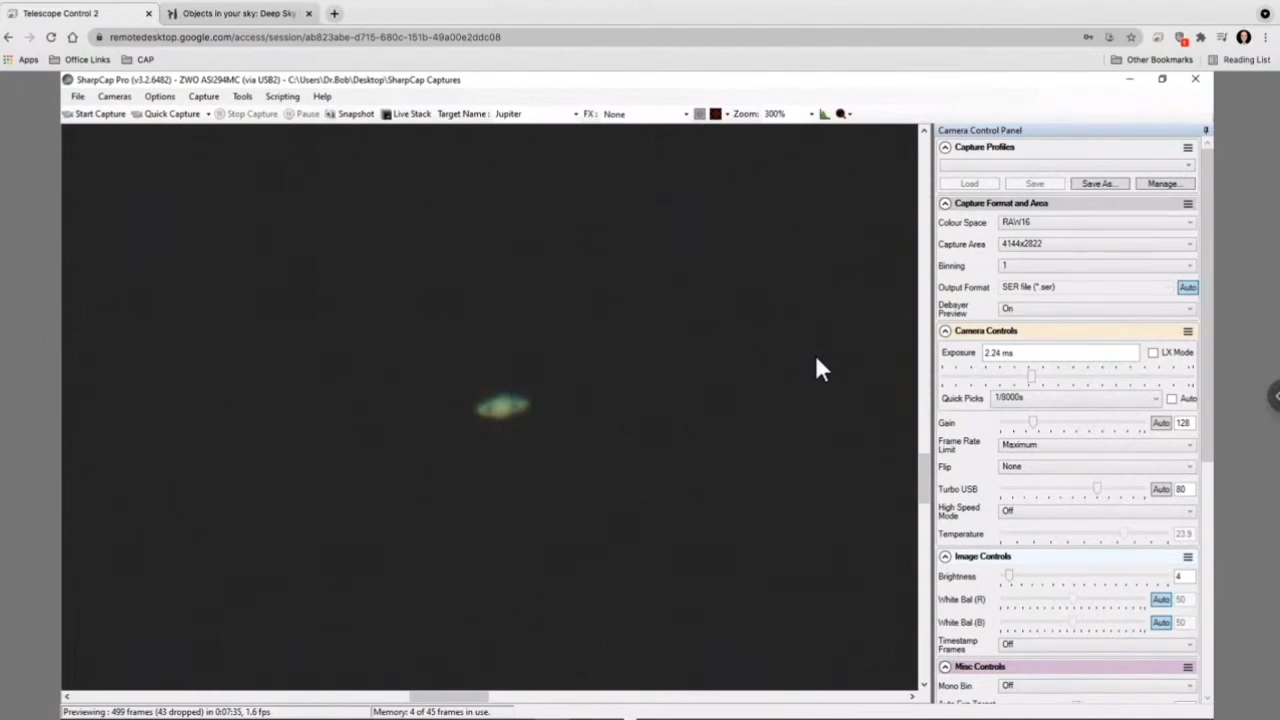 Telescope Control 2
Objects in your sky: Deep Sky
remotedesktop.google.com/access/session/ab823abe-d715-680c-151b-49a00e2ddc08
Apps Office Links CAP Other Bookmarks Reading List
SharpCap Pro (v3.2.6482) - ZWO ASI294MC (via USB2) - C:\Users\Dr.Bob\Desktop\SharpCap Captures
File Cameras Options Capture Tools Scripting Help
Start Capture Quick Capture Stop Capture Pause Snapshot Live Stack Target Name: Jupiter FX: None Zoom: 300%
Camera Control Panel
Capture Profiles
Load Save Save As... Manage...
Capture Format and Area
Colour Space RAW16
Capture Area 4144x2822
Binning 1
Output Format SER file (*.ser) Auto
Debayer Preview On
Camera Controls
Exposure 2.24 ms LX Mode
Quick Picks 1/8000s Auto
Gain Auto 128
Frame Rate Limit Maximum
Flip None
Turbo USB Auto 80
High Speed Mode Off
Temperature 23.9
Image Controls
Brightness 4
White Bal (R) Auto 50
White Bal (B) Auto 50
Timestamp Frames Off
Misc Controls
Mono Bin Off
Previewing : 499 frames (43 dropped) in 0:07:35, 1.6 fps Memory: 4 of 45 frames in use.